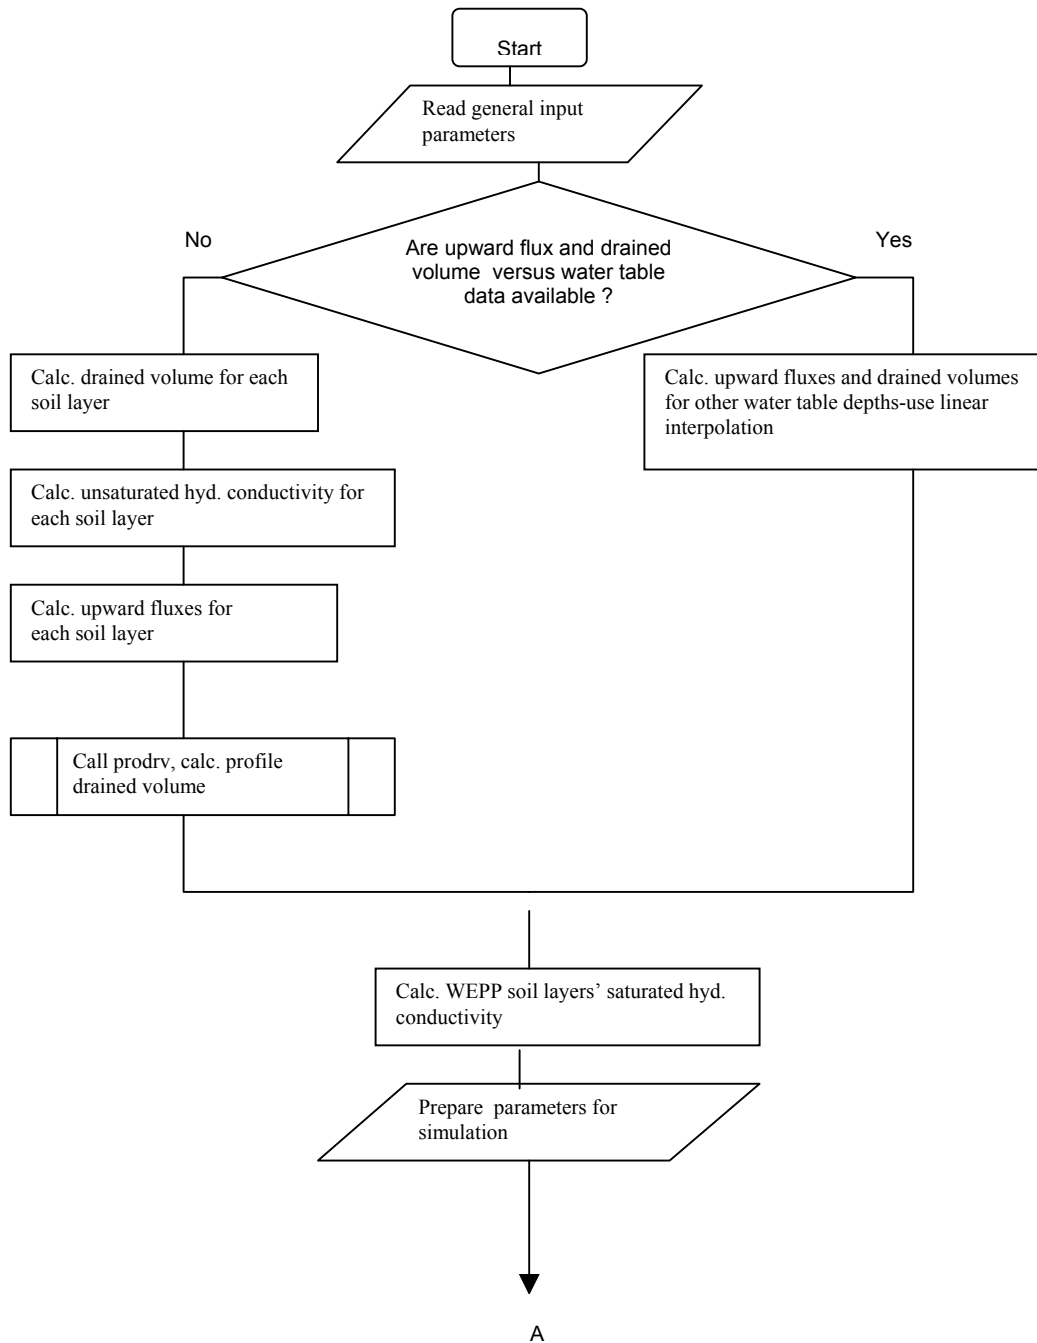 Start
Read general input
parameters
No
Are upward flux and drained
volume versus water table
data available ?
Yes
Calc. drained volume for each
soil layer
Calc. upward fluxes and drained volumes
for other water table depths-use linear
interpolation
Calc. unsaturated hyd. conductivity for
each soil layer
Calc. upward fluxes for
each soil layer
Call prodrv, calc. profile
drained volume
Calc. WEPP soil layers’ saturated hyd.
conductivity
Prepare parameters for
simulation
A